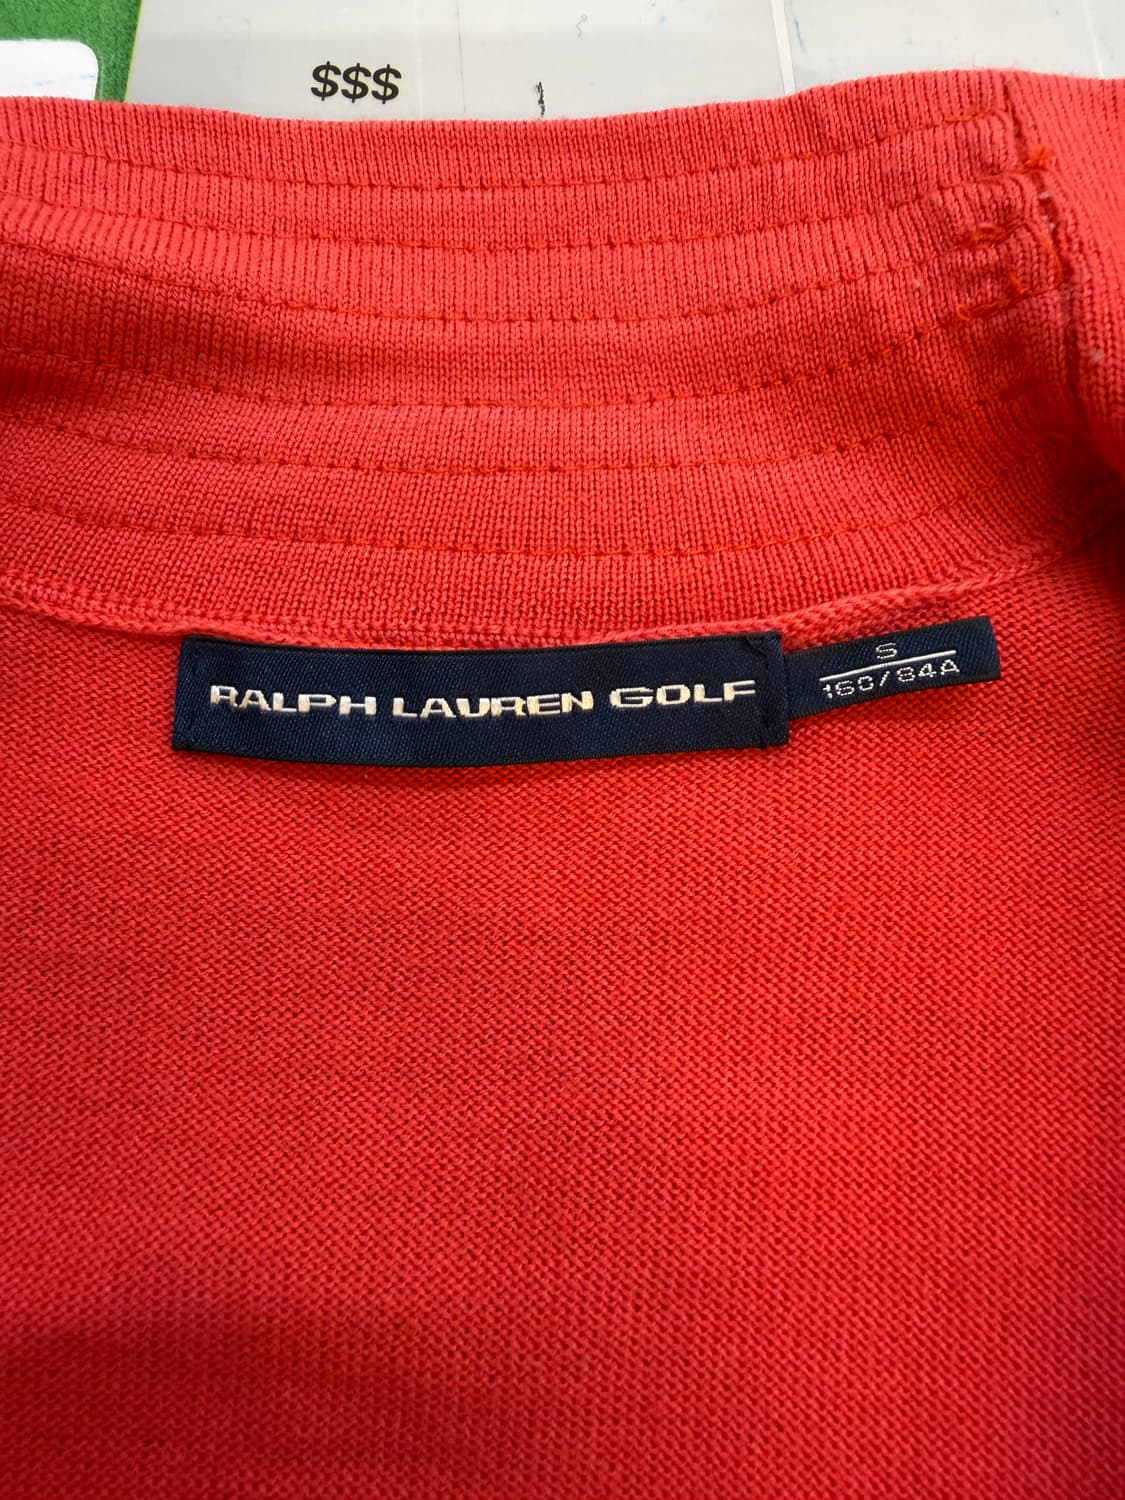 $$$
RALPH LAUREN GOLF
S
160/84A